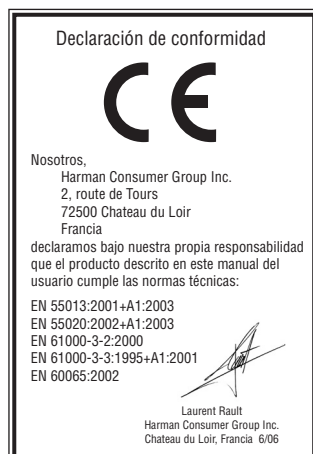 Declaración de conformidad
CE
Nosotros,
Harman Consumer Group Inc.
2, route de Tours
72500 Chateau du Loir
Francia
declaramos bajo nuestra propia responsabilidad
que el producto descrito en este manual del
usuario cumple las normas técnicas:
EN 55013:2001+A1:2003
EN 55020:2002+A1:2003
EN 61000-3-2:2000
EN 61000-3-3:1995+A1:2001
EN 60065:2002
Laurent Rault
Harman Consumer Group Inc.
Chateau du Loir, Francia 6/06